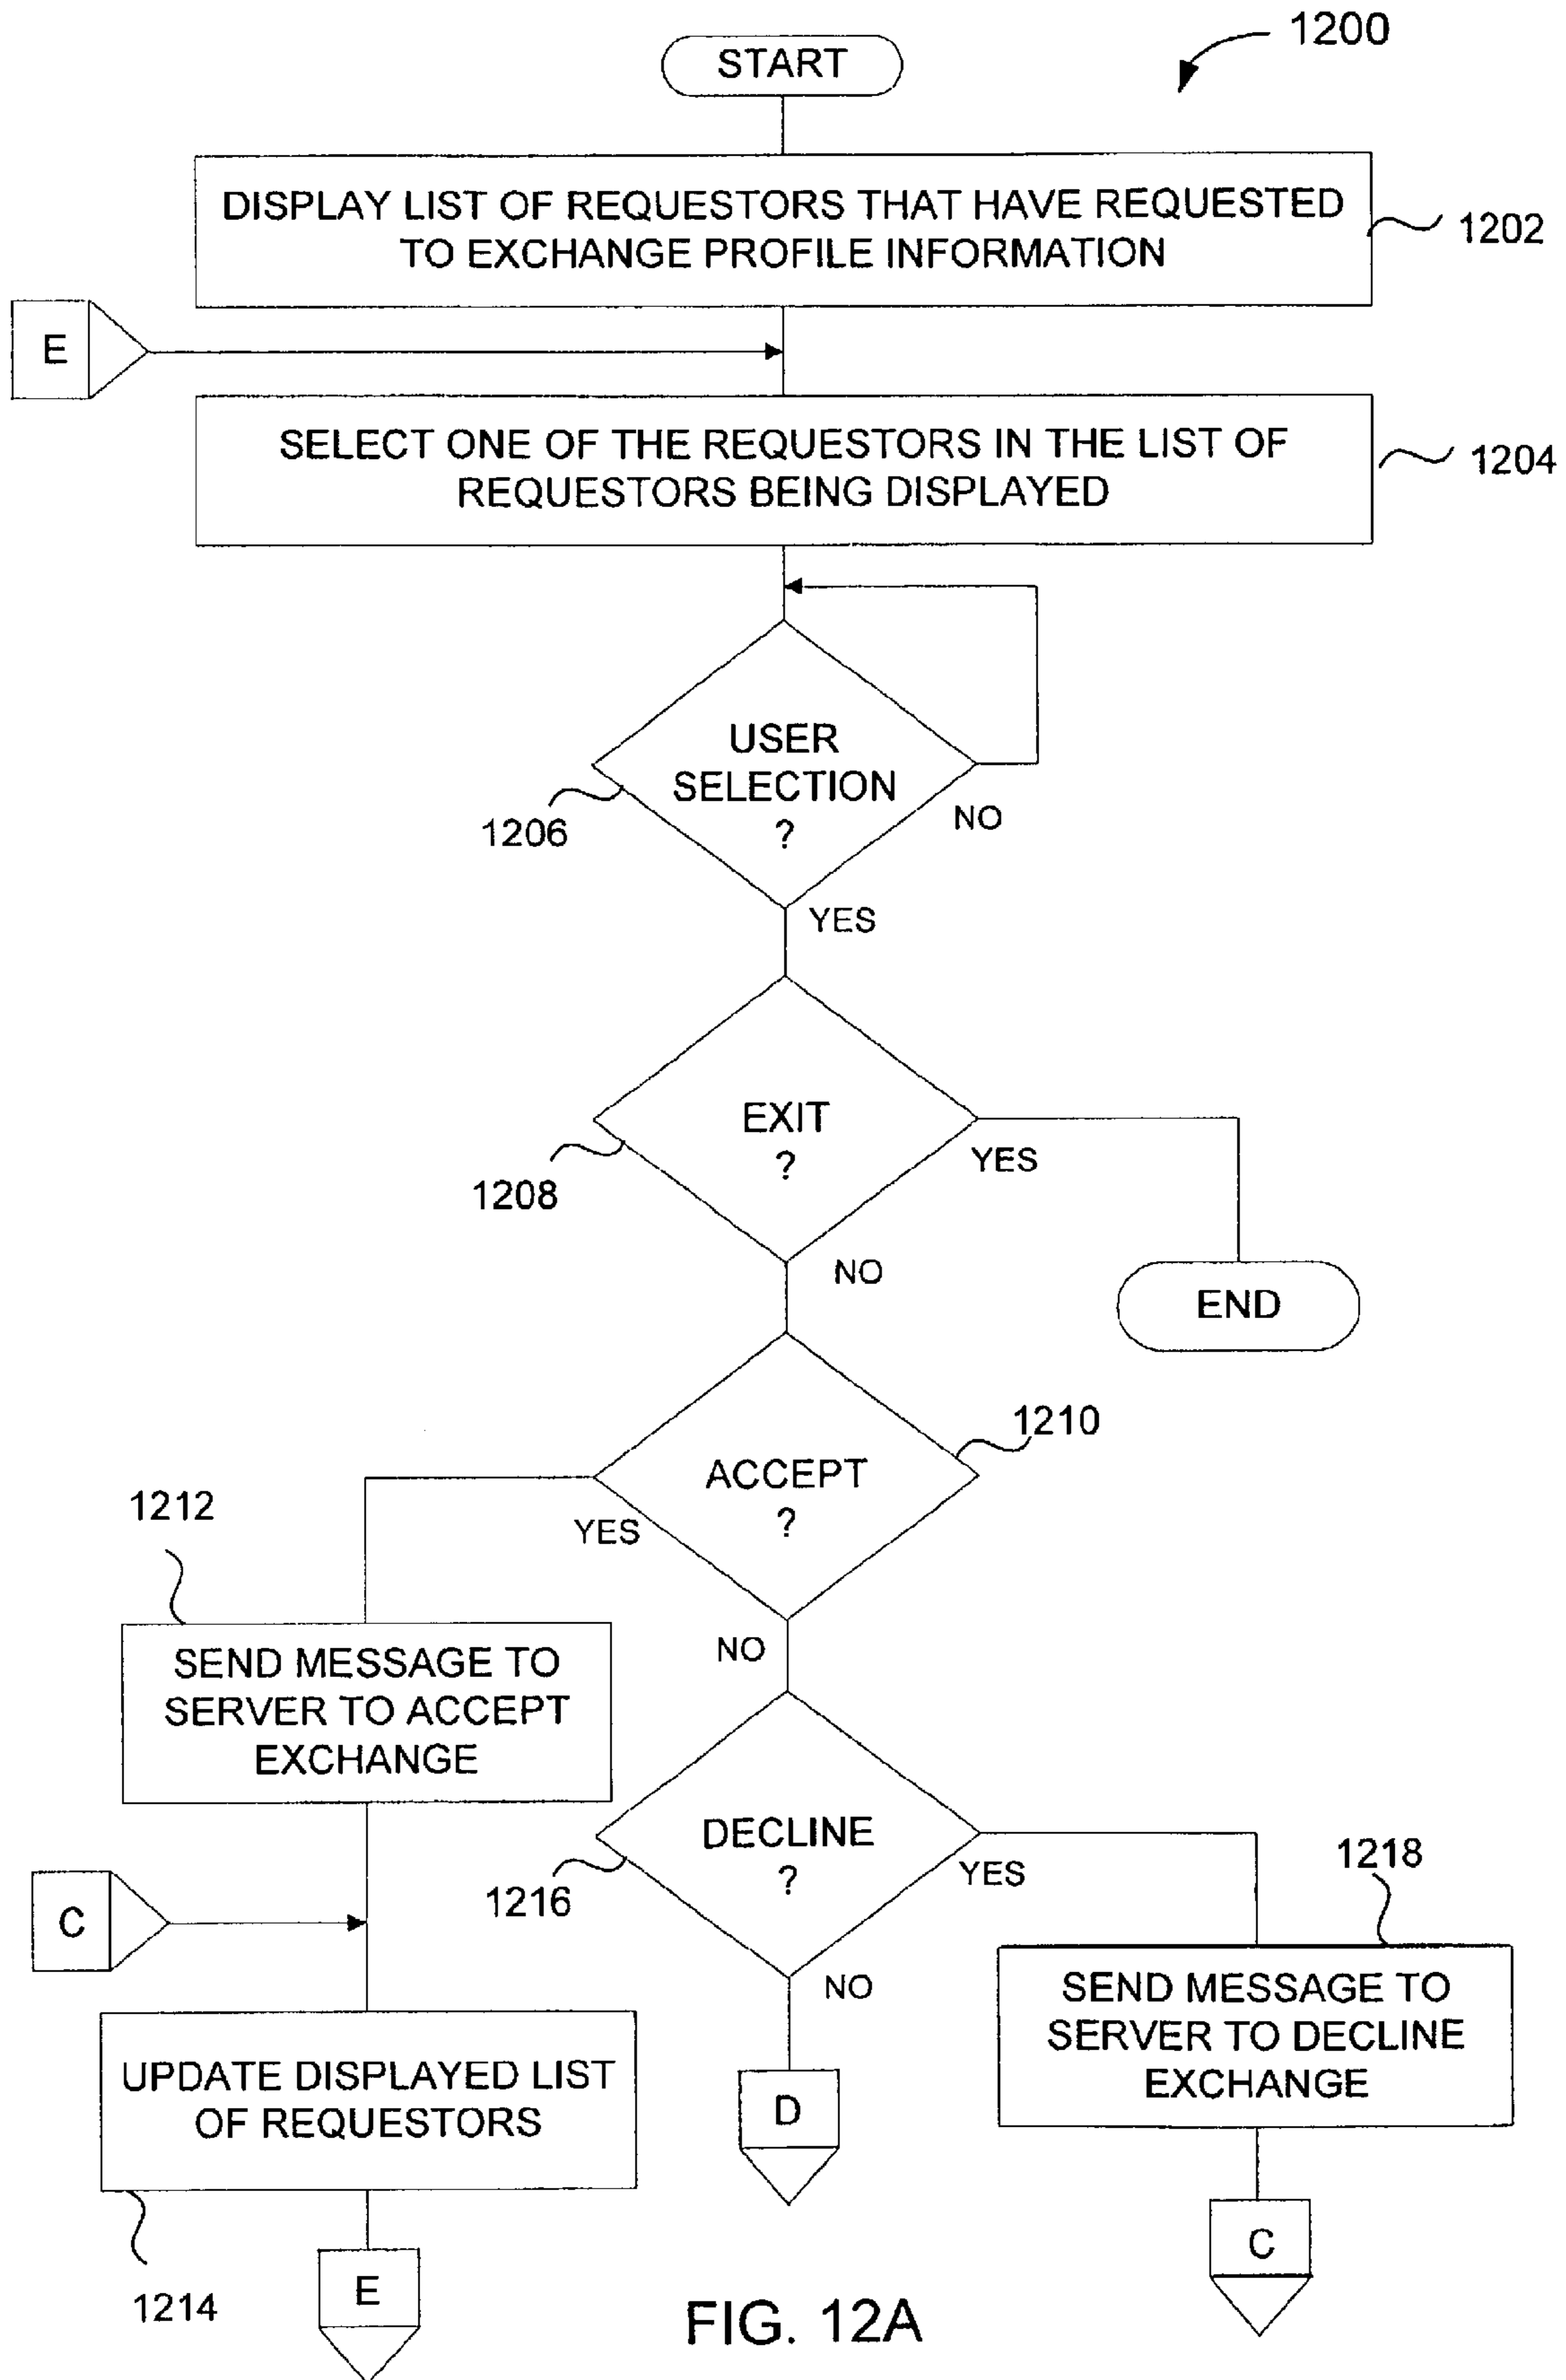 1200
START
DISPLAY LIST OF REQUESTORS THAT HAVE REQUESTED
TO EXCHANGE PROFILE INFORMATION
1202
E
SELECT ONE OF THE REQUESTORS IN THE LIST OF
REQUESTORS BEING DISPLAYED
1204
USER
SELECTION
?
1206
NO
YES
EXIT
?
1208
YES
NO
END
ACCEPT
?
1210
YES
NO
1212
SEND MESSAGE TO
SERVER TO ACCEPT
EXCHANGE
DECLINE
?
1216
YES
NO
1218
SEND MESSAGE TO
SERVER TO DECLINE
EXCHANGE
C
UPDATE DISPLAYED LIST
OF REQUESTORS
1214
D
C
E
FIG. 12A